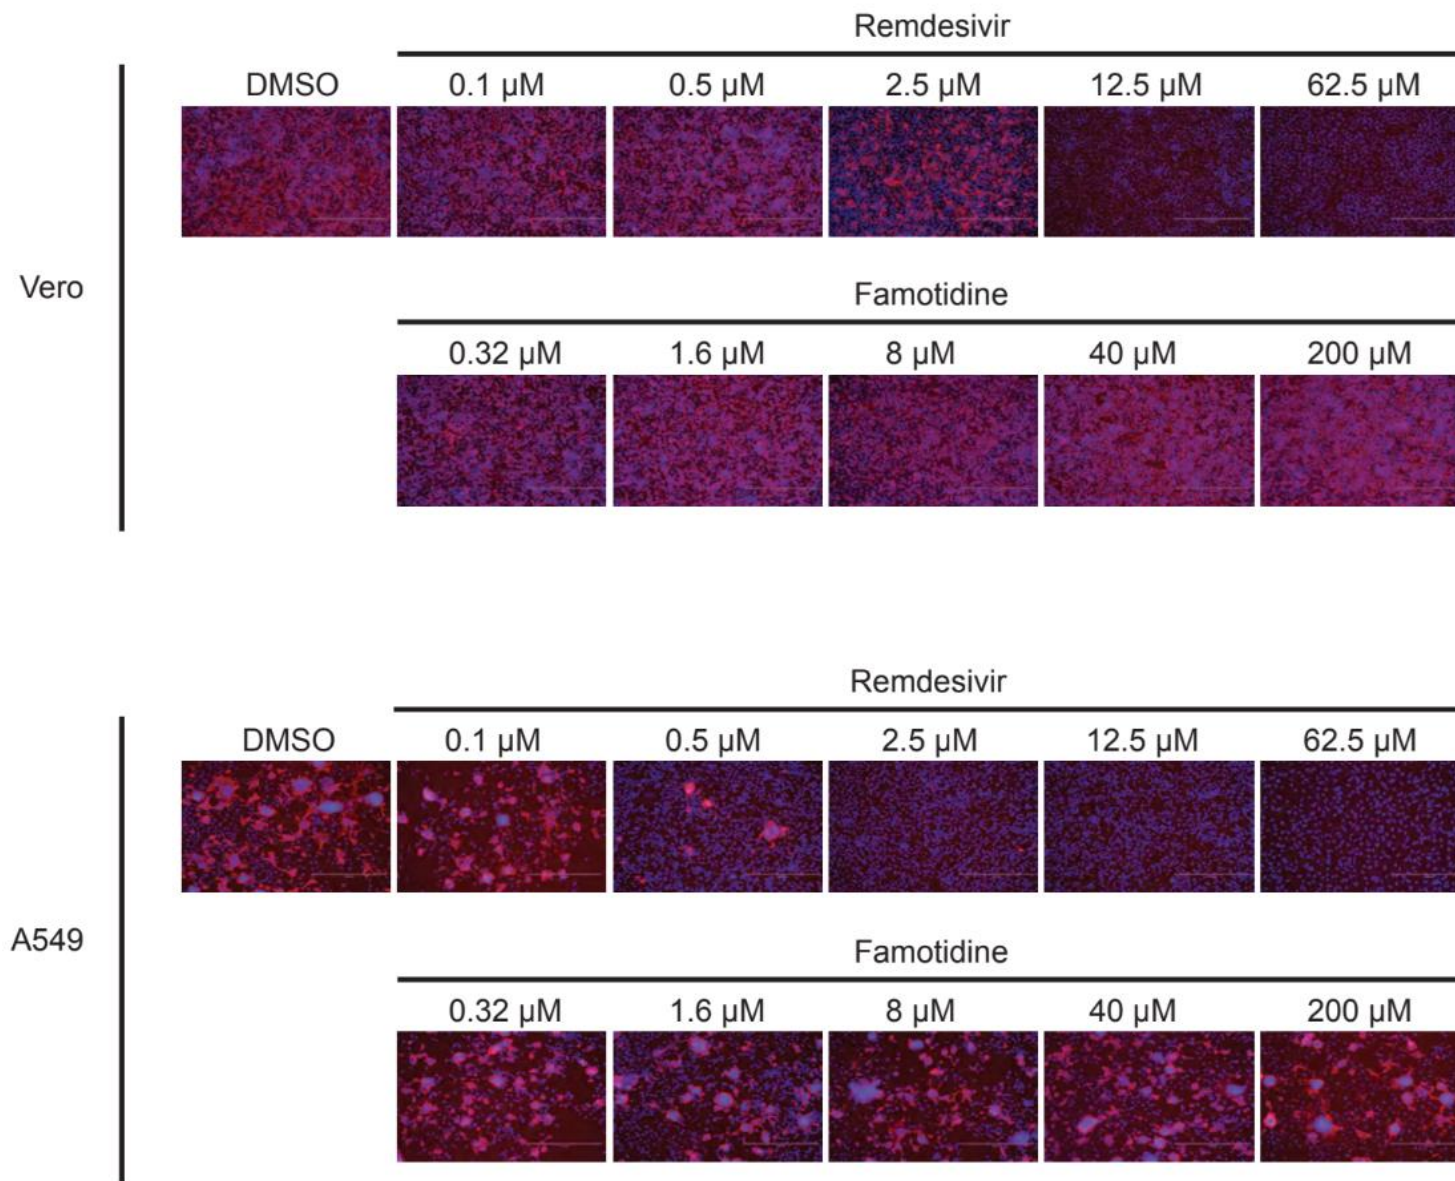 Remdesivir
DMSO 0.1 µM 0.5 µM 2.5 µM 12.5 µM 62.5 µM
Vero
Famotidine
0.32 µM 1.6 µM 8 µM 40 µM 200 µM
Remdesivir
DMSO 0.1 µM 0.5 µM 2.5 µM 12.5 µM 62.5 µM
A549
Famotidine
0.32 µM 1.6 µM 8 µM 40 µM 200 µM